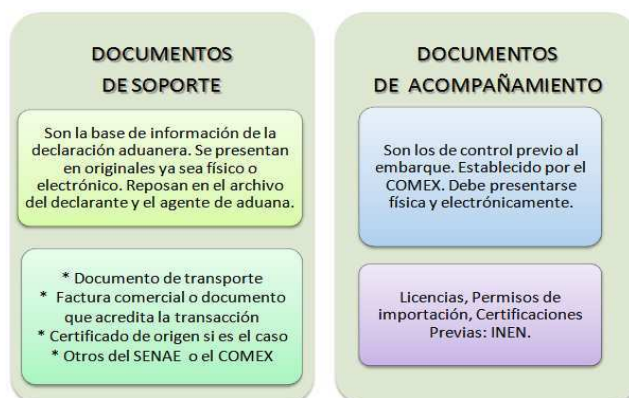 DOCUMENTOS
DE SOPORTE
Son la base de información de la
declaración aduanera. Se presentan
en originales ya sea físico o
electrónico. Reposan en el archivo
del declarante y el agente de aduana.
* Documento de transporte
* Factura comercial o documento
que acredita la transacción
* Certificado de origen si es el caso
* Otros del SENAE o el COMEX
DOCUMENTOS
DE ACOMPAÑAMIENTO
Son los de control previo al
embarque. Establecido por el
COMEX. Debe presentarse
física y electrónicamente.
Licencias, Permisos de
importación, Certificaciones
Previas: INEN.